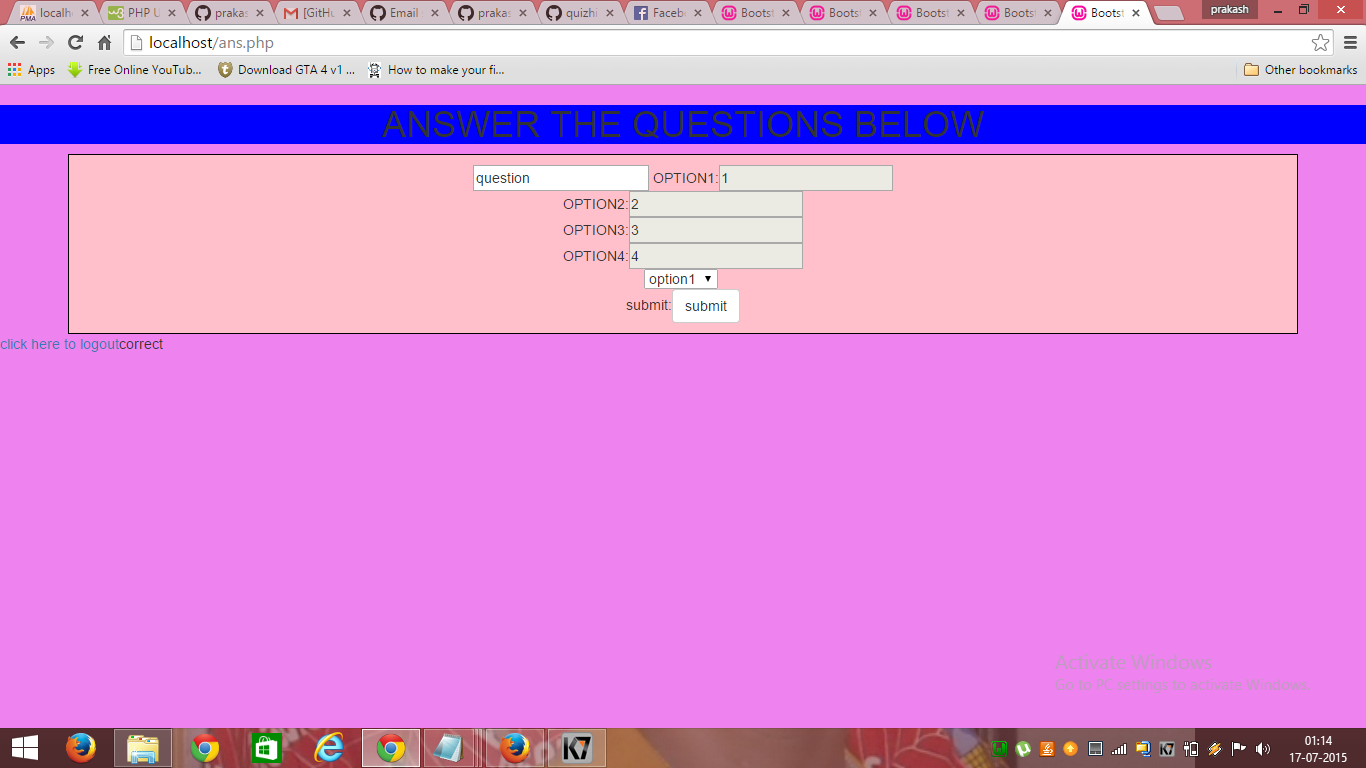 localh
PHP U
prakas
[GitHu
Email
prakas
quizhi
Facebo
Bootst
Bootst
Bootst
Bootst
Bootst
prakash
localhost/ans.php
Apps
Free Online YouTub...
Download GTA 4 v1 ...
How to make your fi...
Other bookmarks
ANSWER THE QUESTIONS BELOW
question OPTION1: 1
OPTION2: 2
OPTION3: 3
OPTION4: 4
option1
submit: submit
click here to logoutcorrect
Activate Windows
Go to PC settings to activate Windows.
01:14
17-07-2015